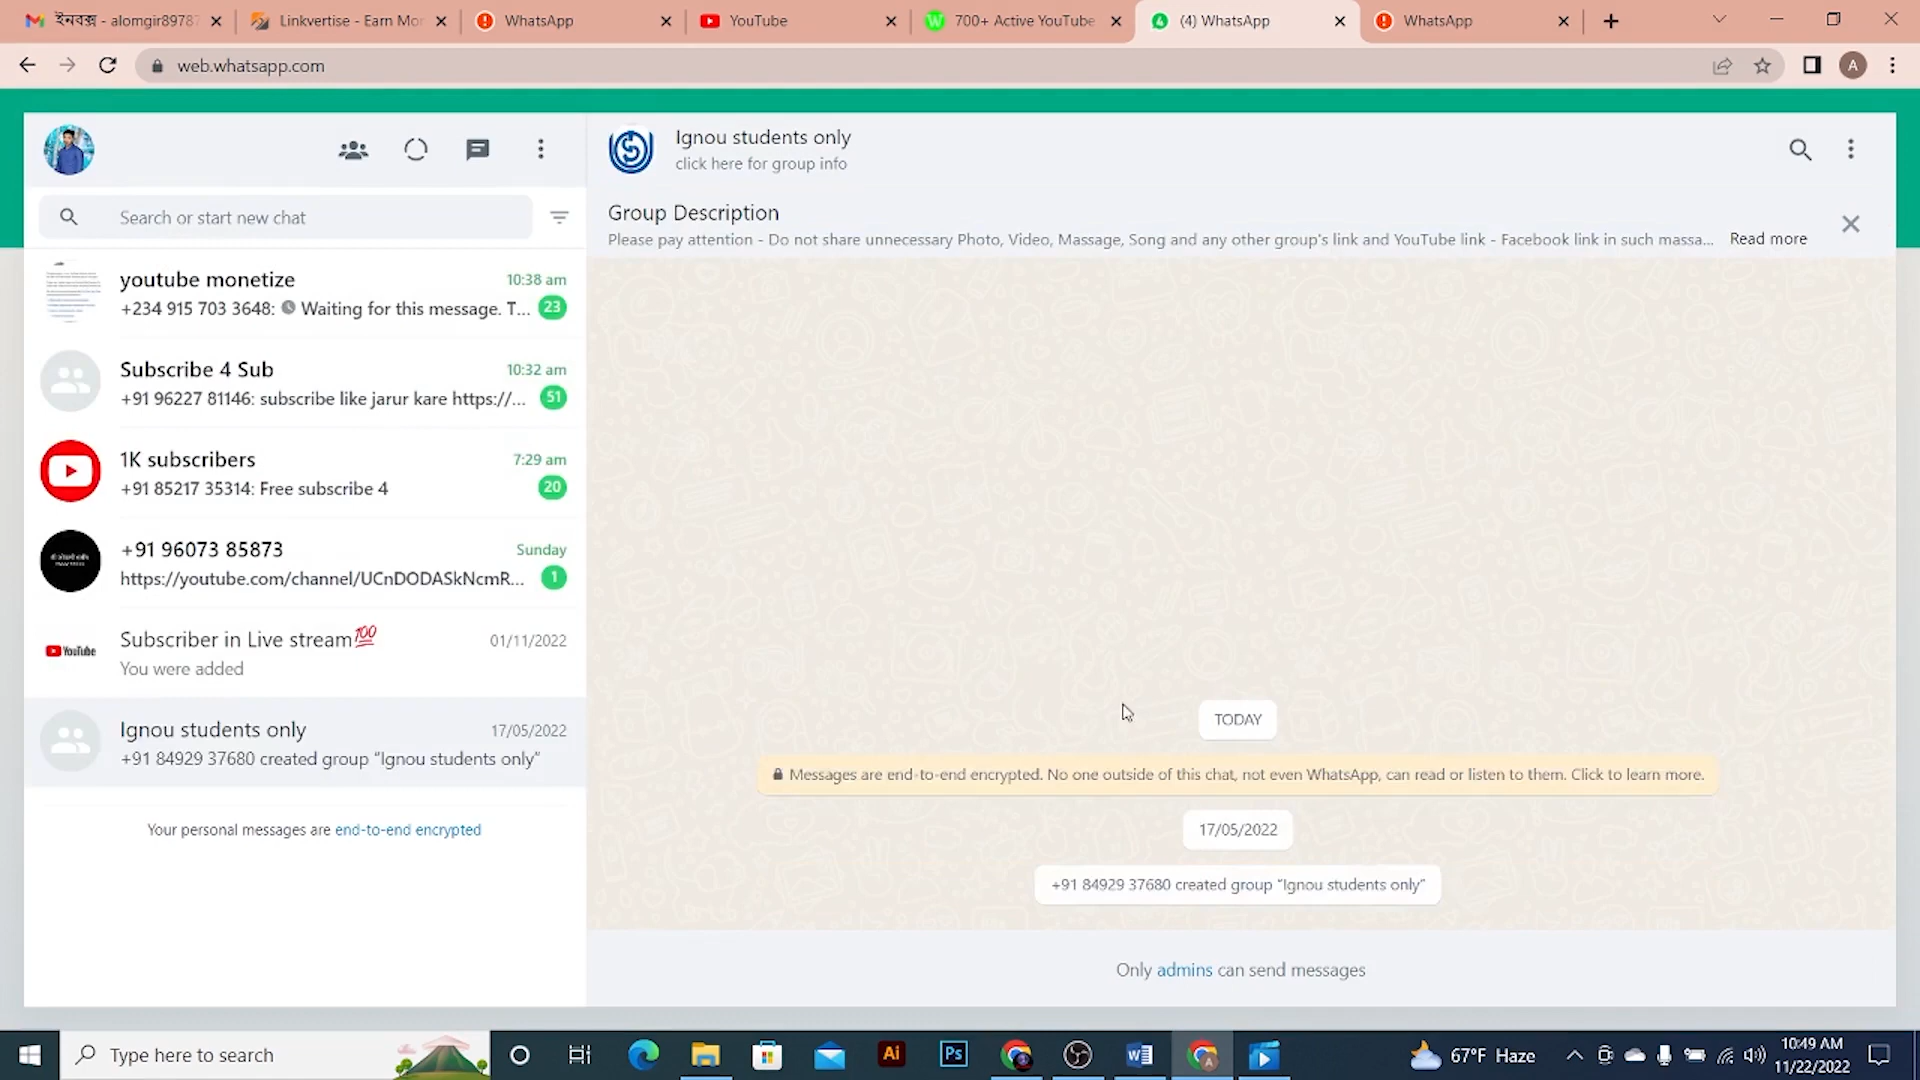 ইনবক্স - alomgir8978
Linkvertise - Earn Mor
WhatsApp
YouTube
700+ Active YouTube
(4) WhatsApp
WhatsApp
web.whatsapp.com
A
Ignou students only
click here for group info
Search or start new chat
Group Description
Please pay attention - Do not share unnecessary Photo, Video, Massage, Song and any other group's link and YouTube link - Facebook link in such massa... Read more
youtube monetize 10:38 am
+234 915 703 3648: Waiting for this message. T... 23
Subscribe 4 Sub 10:32 am
+91 96227 81146: subscribe like jarur kare https://... 51
1K subscribers 7:29 am
+91 85217 35314: Free subscribe 4 20
+91 96073 85873 Sunday
https://youtube.com/channel/UCnDODASkNcmR... 1
Subscriber in Live stream💯 01/11/2022
YouTube
You were added
Ignou students only 17/05/2022
+91 84929 37680 created group “Ignou students only”
Your personal messages are end-to-end encrypted
TODAY
Messages are end-to-end encrypted. No one outside of this chat, not even WhatsApp, can read or listen to them. Click to learn more.
17/05/2022
+91 84929 37680 created group “Ignou students only”
Only admins can send messages
Type here to search
Ai
Ps
67°F Haze
10:49 AM
11/22/2022